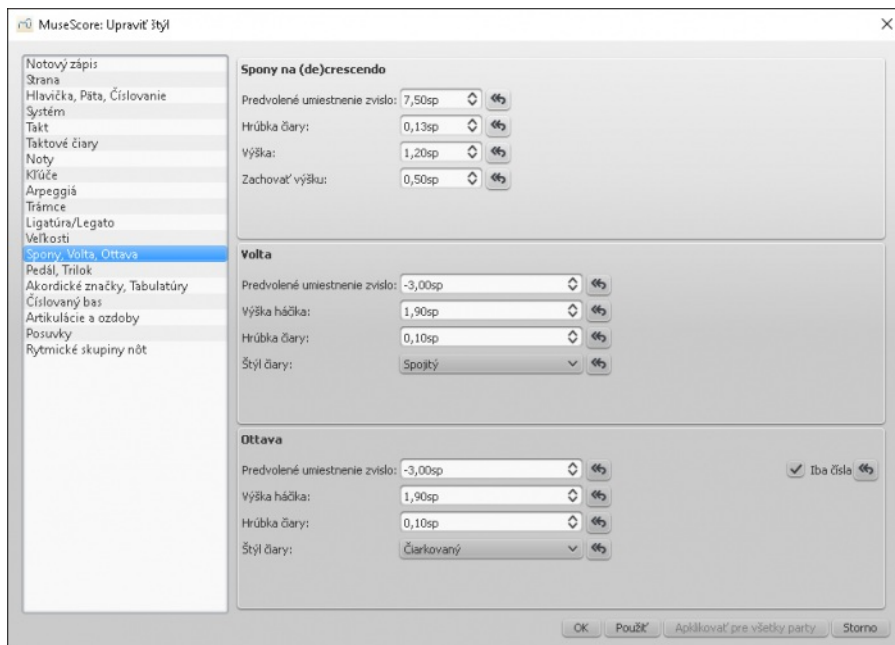 MuseScore: Upraviť štýl
Notový zápis
Strana
Hlavička, Päta, Číslovanie
Systém
Takt
Taktové čiary
Noty
Kľúče
Arpeggiá
Trámce
Ligatúra/Legato
Veľkosti
Spony, Volta, Ottava
Pedál, Trilok
Akordické značky, Tabulatúry
Číslovaný bas
Artikulácie a ozdoby
Posuvky
Rytmické skupiny nôt
Spony na (de)crescendo
Predvolené umiestnenie zvislo: 7,50sp
Hrúbka čiary: 0,13sp
Výška: 1,20sp
Zachovať výšku: 0,50sp
Volta
Predvolené umiestnenie zvislo: -3,00sp
Výška háčika: 1,90sp
Hrúbka čiary: 0,10sp
Štýl čiary: Spojitý
Ottava
Predvolené umiestnenie zvislo: -3,00sp Iba čísla
Výška háčika: 1,90sp
Hrúbka čiary: 0,10sp
Štýl čiary: Čiarkovaný
OK Použiť Aplikovať pre všetky party Storno